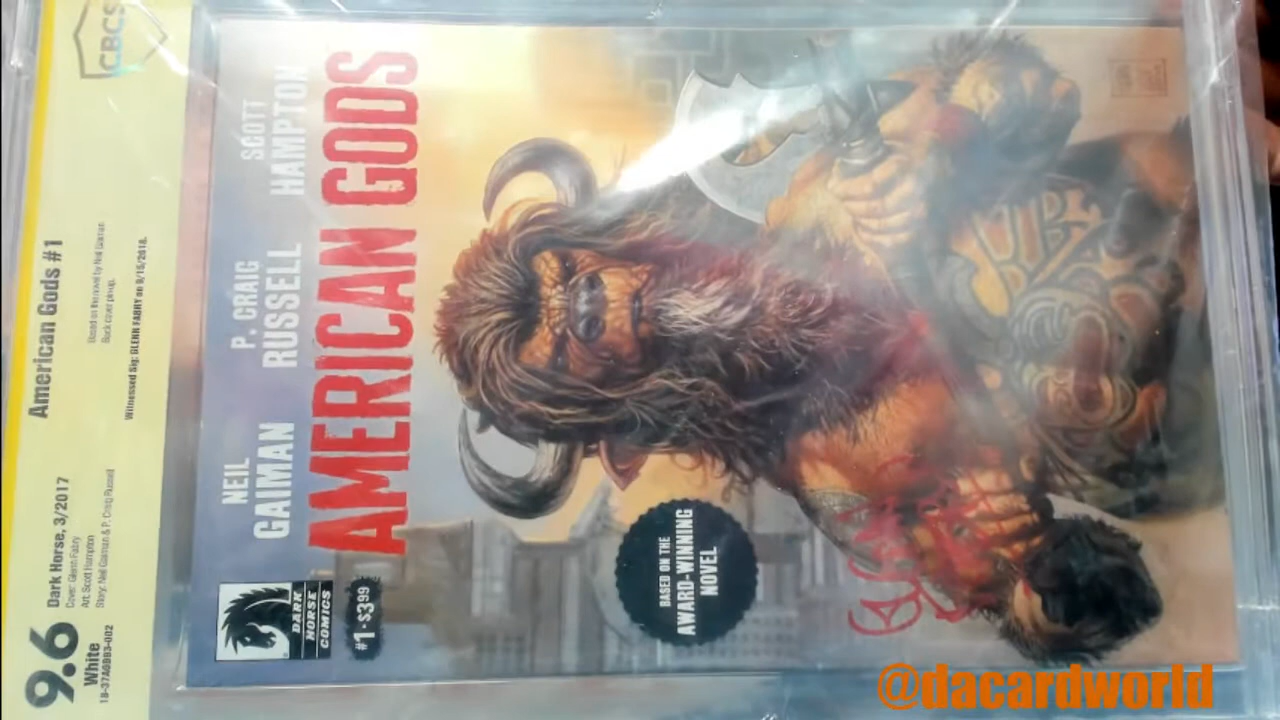 CBCS
9.6
White
18-37A6BB3-002
Dark Horse, 3/2017
Cover: Glenn Fabry
Art: Scott Hampton
Story: Neil Gaiman & P. Craig Russell
American Gods #1
Based on the novel by Neil Gaiman
Back cover pinup.
Witnessed Sig: GLENN FABRY on 9/15/2018.
NEIL
GAIMAN
P. CRAIG
RUSSELL
SCOTT
HAMPTON
AMERICAN GODS
DARK
HORSE
COMICS
#1 - $3.99
BASED ON THE
AWARD-WINNING
NOVEL
@dacardworld